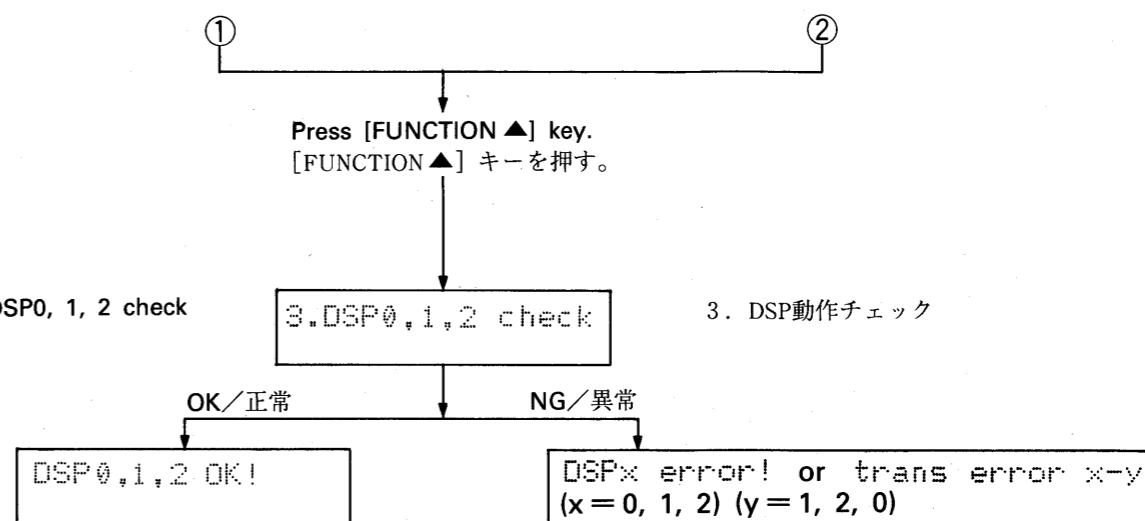 ① ②
Press [FUNCTION ▲] key.
[FUNCTION ▲] キーを押す。
DSP0, 1, 2 check 3.DSP0,1,2 check 3. DSP動作チェック
OK／正常 NG／異常
DSP0,1,2 OK! DSPx error! or trans error x-y
(x = 0, 1, 2) (y = 1, 2, 0)